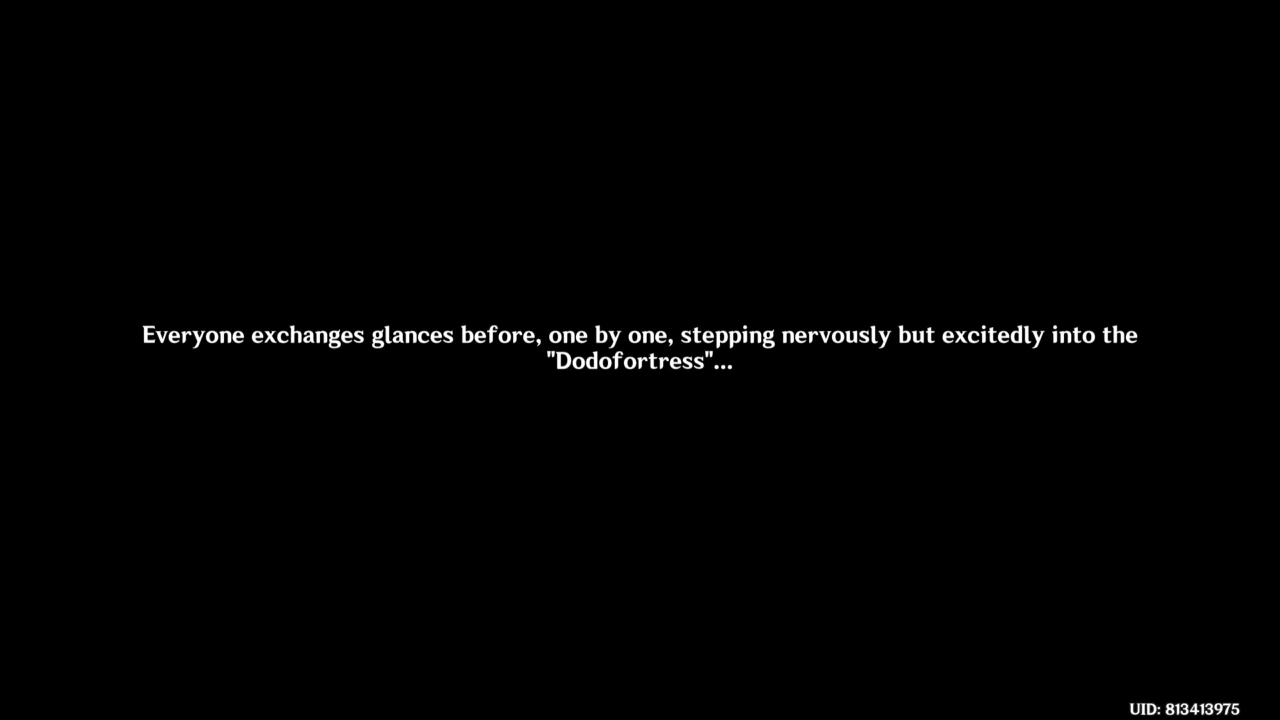 Everyone exchanges glances before, one by one, stepping nervously but excitedly into the
"Dodofortress"...
UID: 813413975